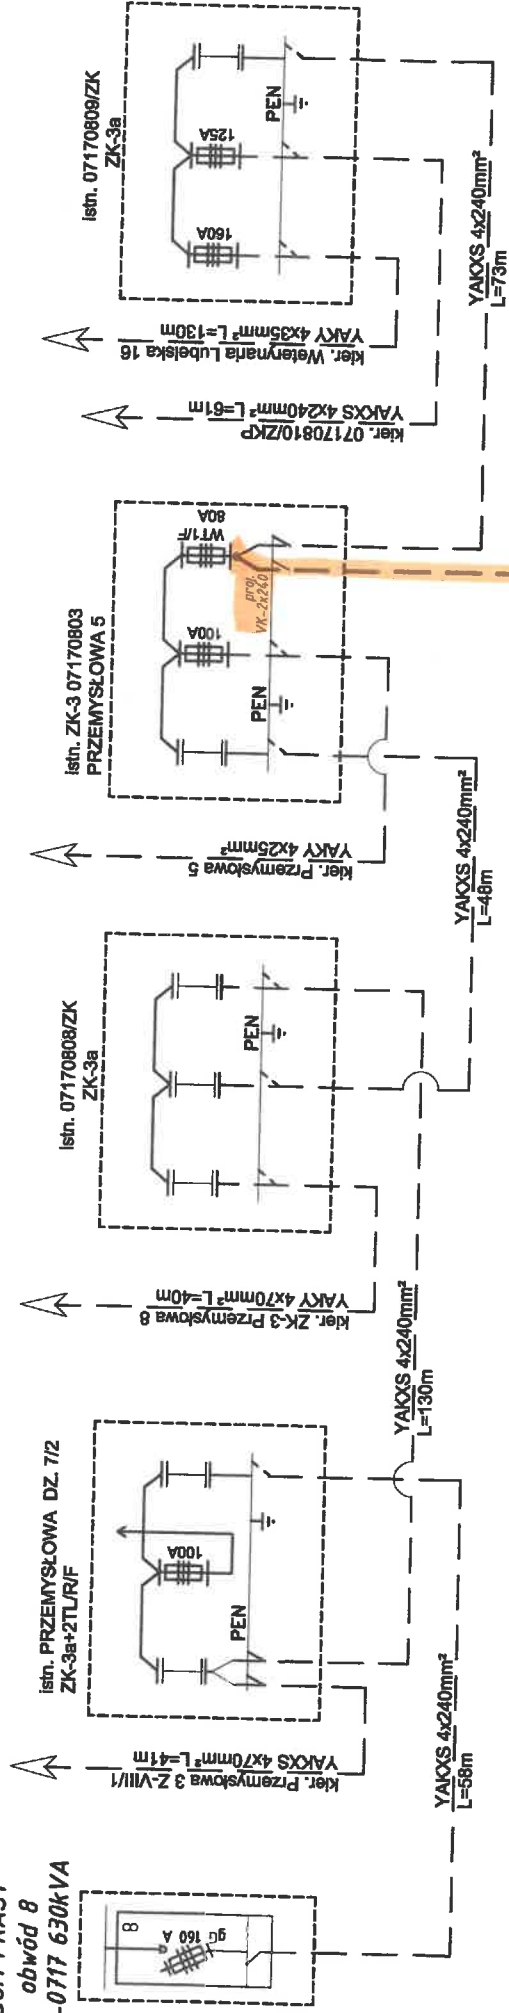 obwód 8
-0717 630kVA
8
gG 160 A
YAKXS 4x240mm²
L=58m
kier. Przemysłowa 3 Z-VIII/1
YAKXS 4x70mm² L=41m
istn. PRZEMYSŁOWA DZ. 7/2
ZK-3a+2TL/R/F
100A
PEN
YAKXS 4x240mm²
L=130m
kier. ZK-3 Przemysłowa 8
YAKY 4x70mm² L=40m
istn. 07170808/ZK
ZK-3a
PEN
YAKXS 4x240mm²
L=48m
kier. Przemysłowa 5
YAKY 4x25mm²
istn. ZK-3 07170803
PRZEMYSŁOWA 5
100A
WT1/F
80A
PEN
proj.
VK-2x240
YAKXS 4x240mm²
L=73m
kier. 07170810/ZKP
YAKXS 4x240mm² L=61m
kier. Weterynaria Lubelska 16
YAKY 4x35mm² L=130m
istn. 07170809/ZK
ZK-3a
160A
125A
PEN